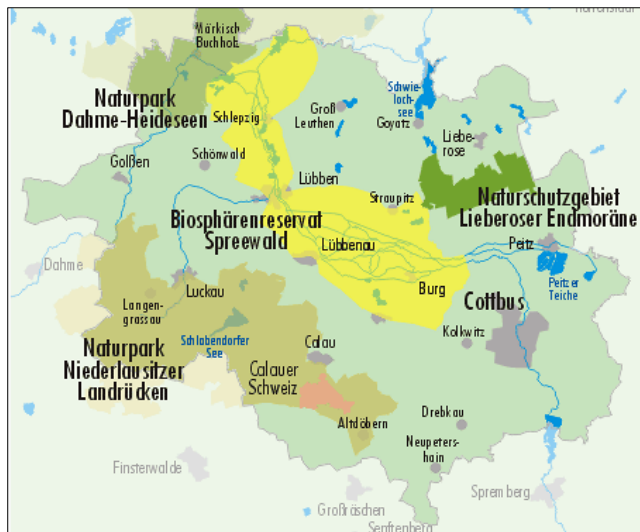 Märkisch
Buchholz
Naturpark
Dahme-Heideseen
Schlepzig
Groß
Leuthen
Schwie-
loch-
see
Goyatz
Liebe-
rose
Golßen
Schönwald
Lübben
Straupitz
Naturschutzgebiet
Lieberoser Endmoräne
Biosphärenreservat
Spreewald
Lübbenau
Peitz
Dahme
Luckau
Burg
Peitzer
Teiche
Langen-
grassau
Cottbus
Schlabendorfer
See
Kolkwitz
Naturpark
Niederlausitzer
Landrücken
Calau
Calauer
Schweiz
Altdöbern
Drebkau
Neupeters-
hain
Finsterwalde
Spremberg
Großräschen
Senftenberg